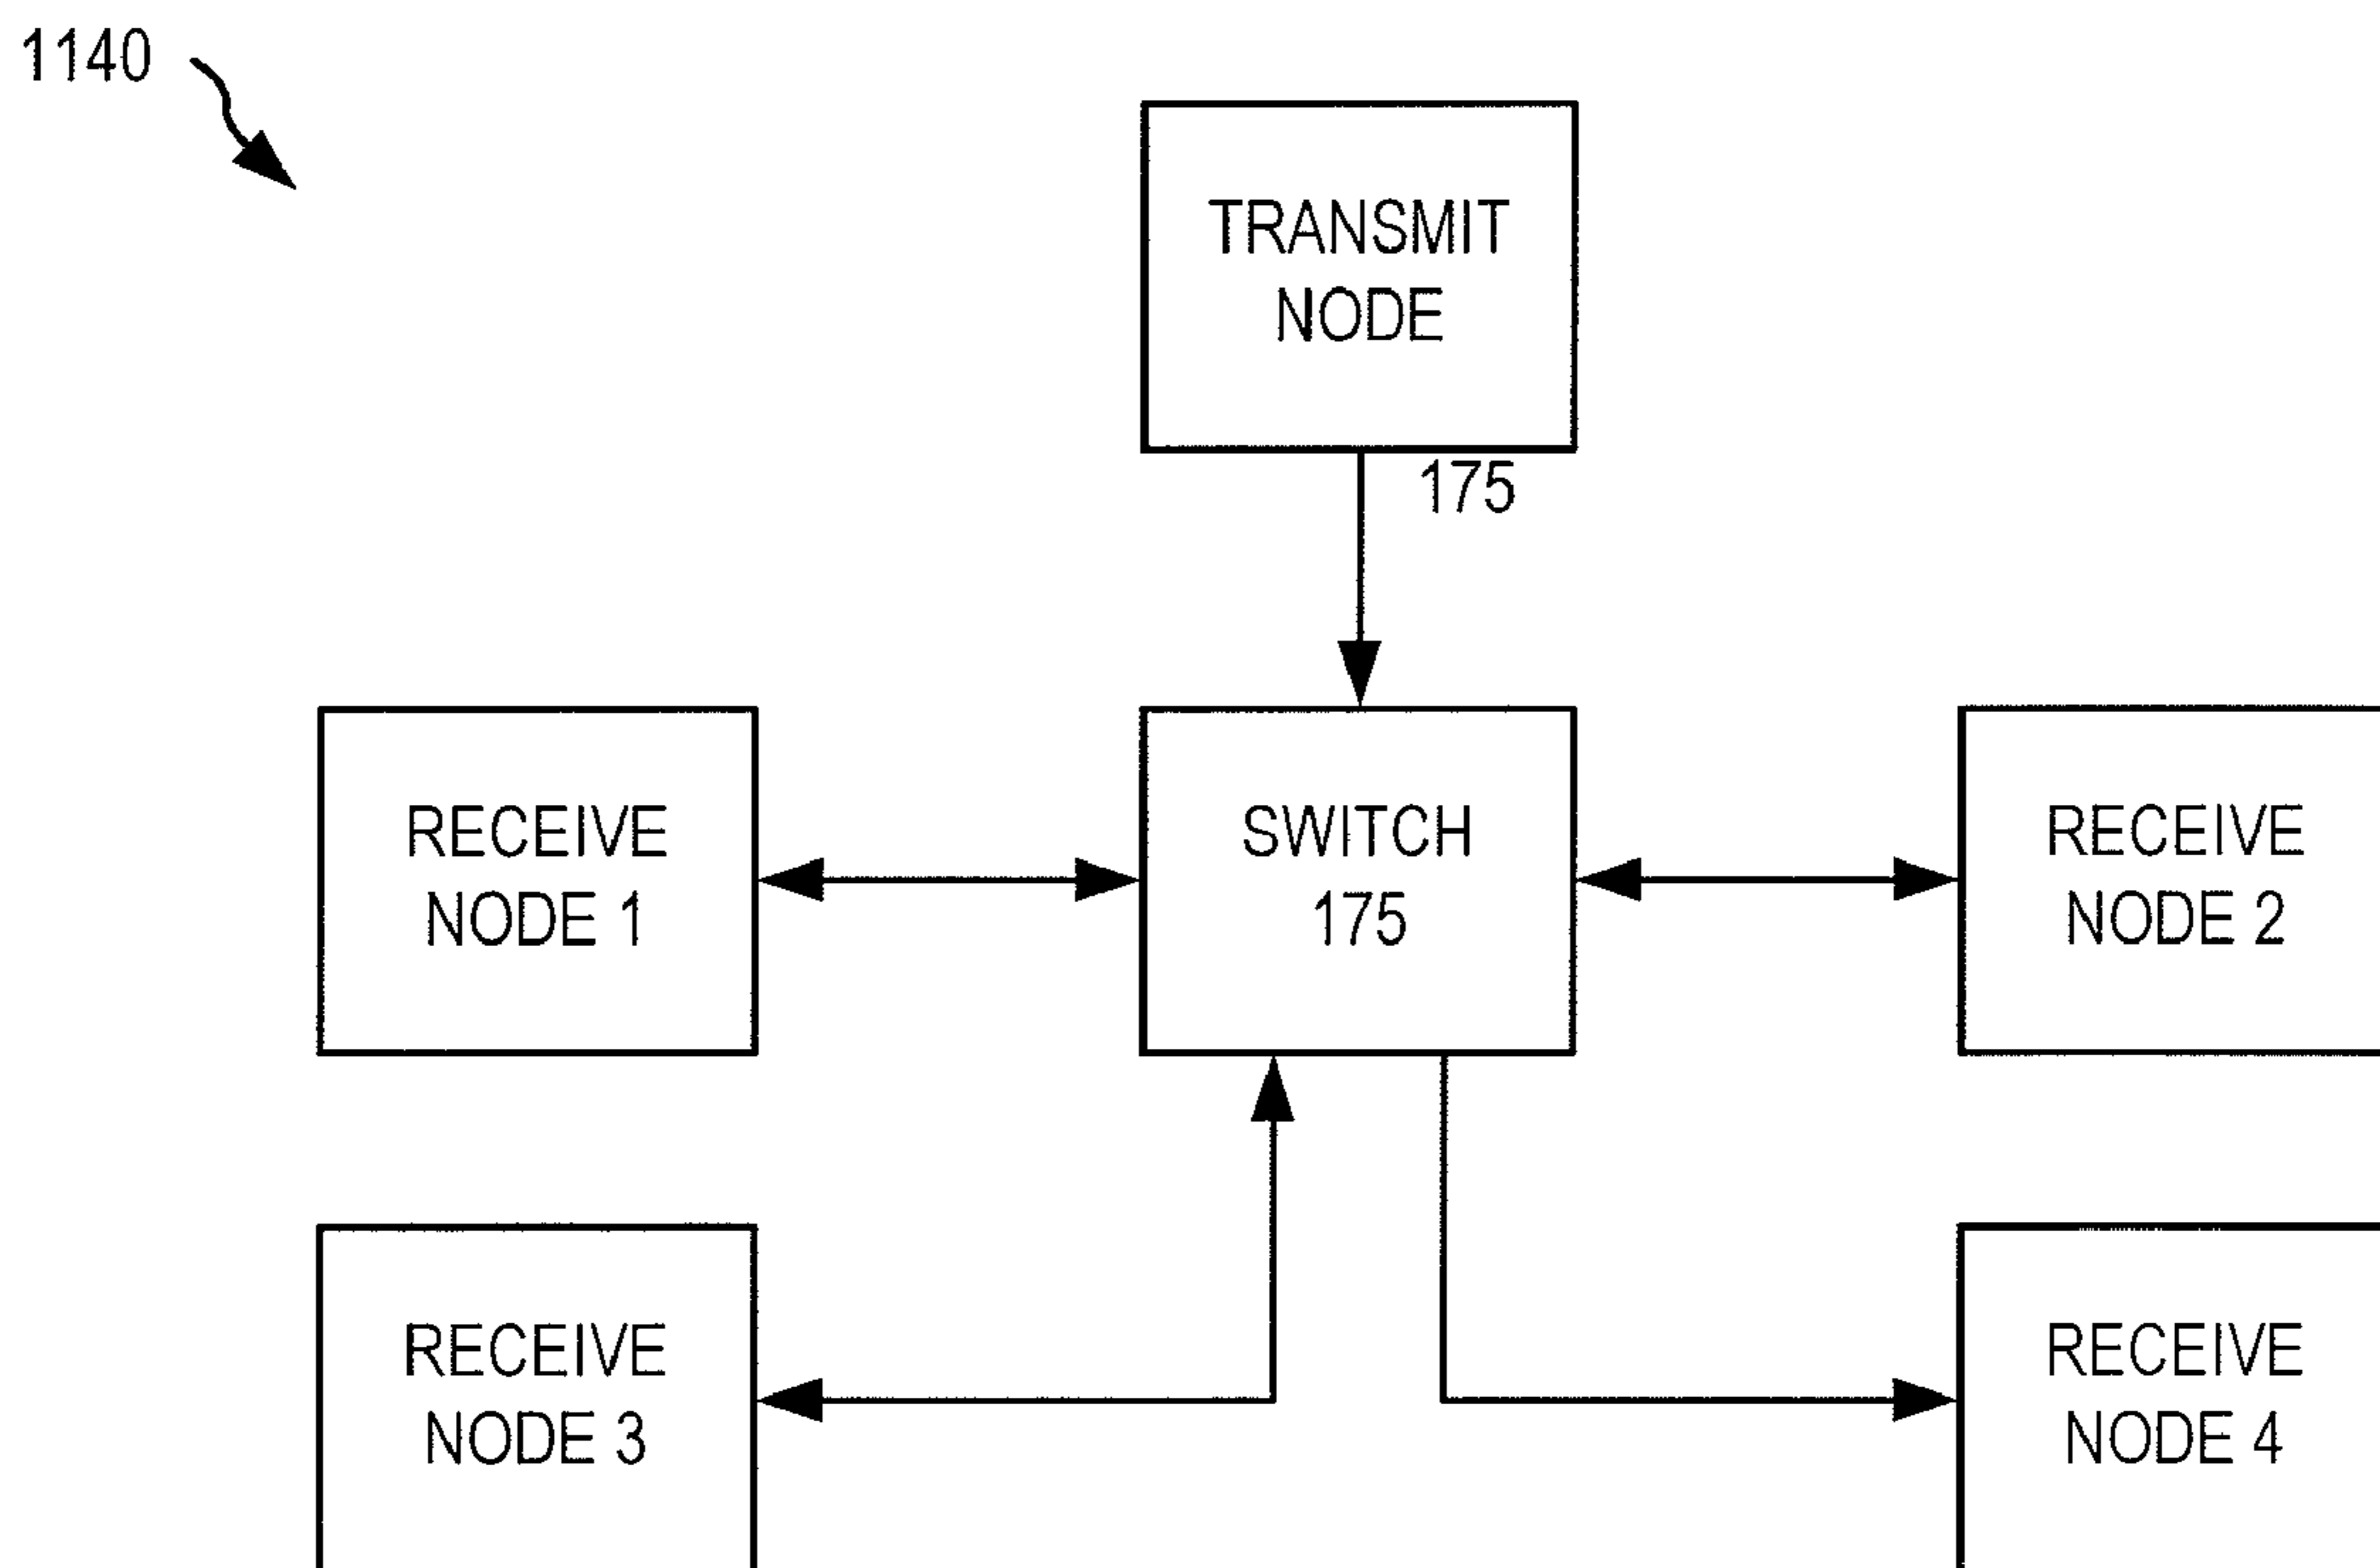 1140
TRANSMIT
NODE
175
RECEIVE
NODE 1
SWITCH
175
RECEIVE
NODE 2
RECEIVE
NODE 3
RECEIVE
NODE 4